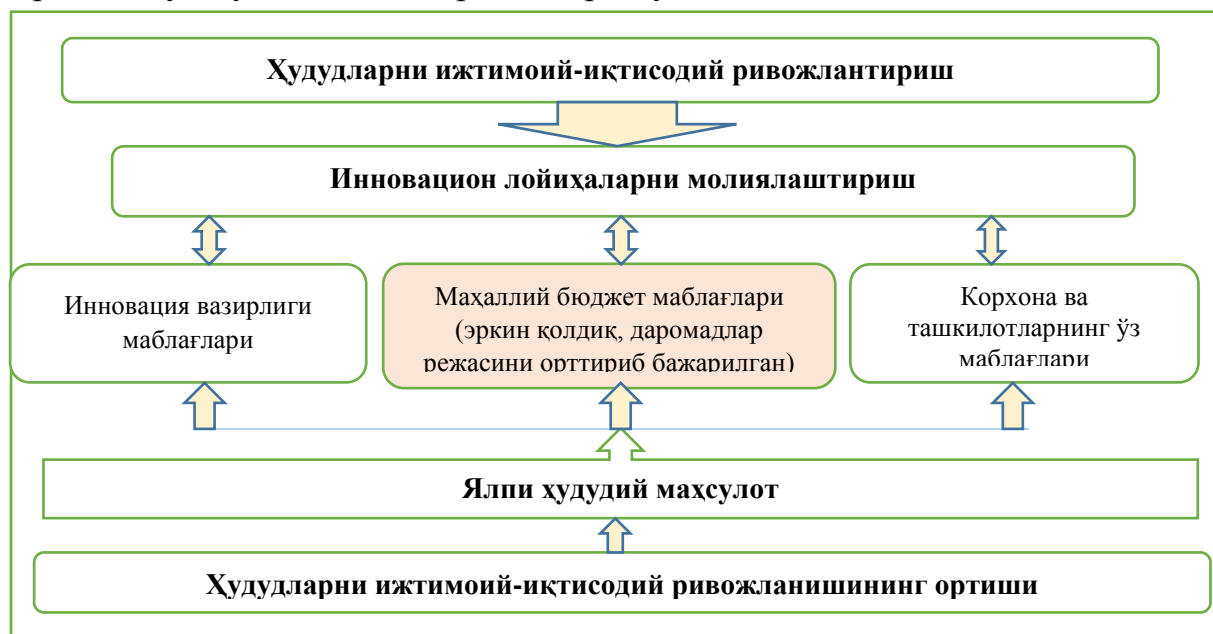 Ҳудудларни ижтимоий-иқтисодий ривожлантириш
Инновацион лойиҳаларни молиялаштириш
Инновация вазирлиги
маблағлари
Маҳаллий бюджет маблағлари
(эркин қолдиқ, даромадлар
режасини орттириб бажарилган)
Корхона ва
ташкилотларнинг ўз
маблағлари
Ялпи ҳудудий маҳсулот
Ҳудудларни ижтимоий-иқтисодий ривожланишининг ортиши